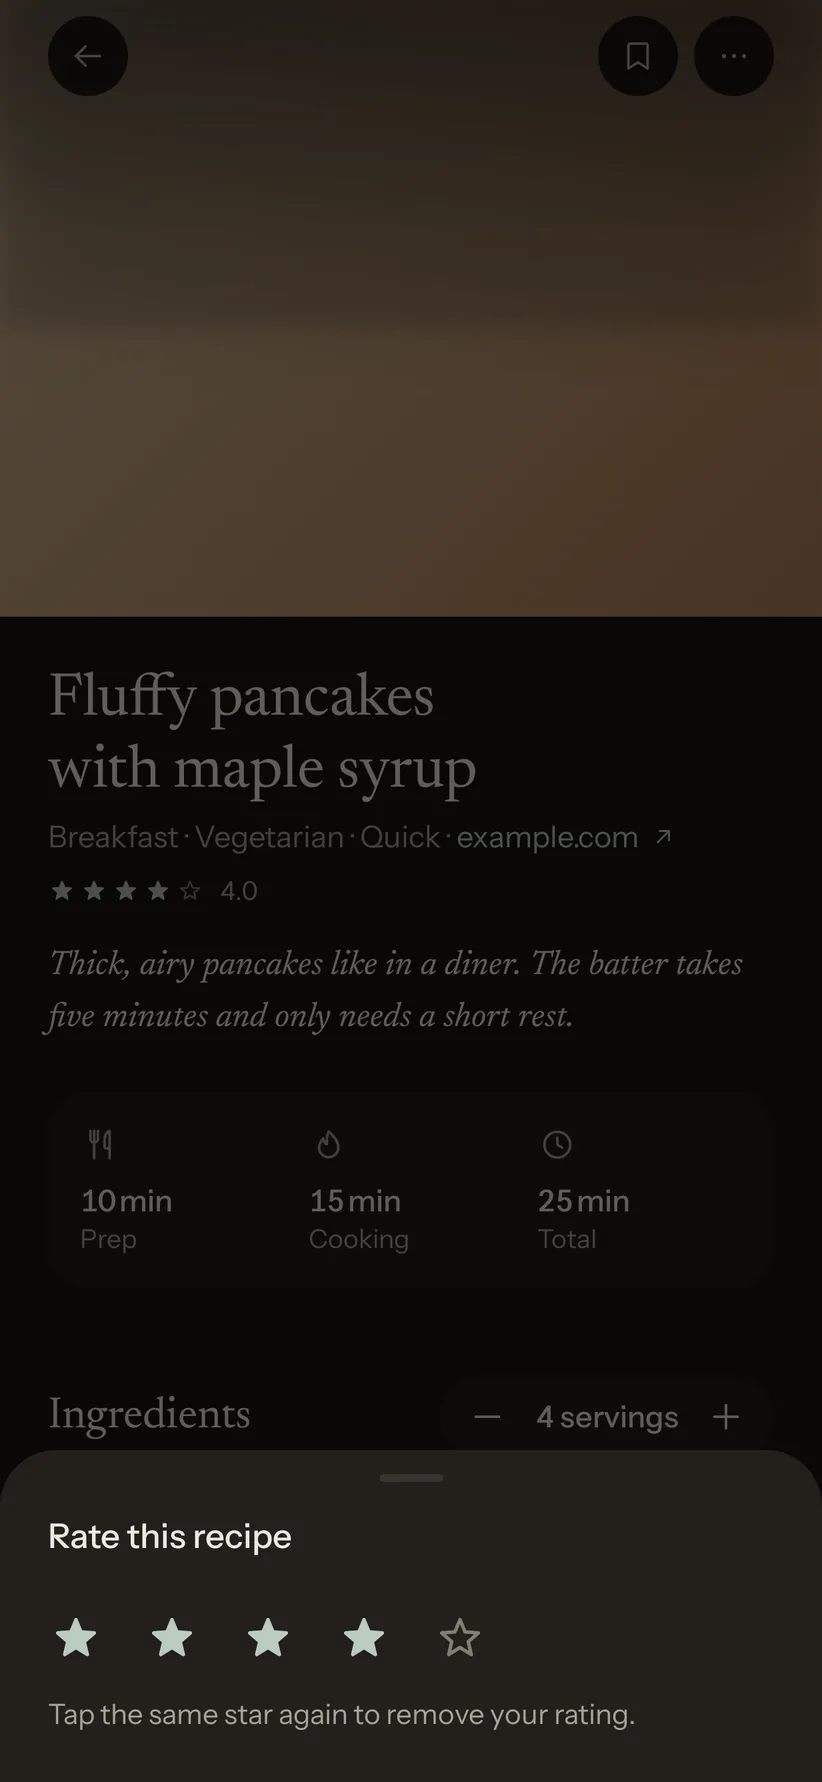 Fluffy pancakes
with maple syrup
Breakfast · Vegetarian · Quick · example.com ↗
4.0
Thick, airy pancakes like in a diner. The batter takes
five minutes and only needs a short rest.
10 min 15 min 25 min
Prep Cooking Total
Ingredients 4 servings
Rate this recipe
Tap the same star again to remove your rating.